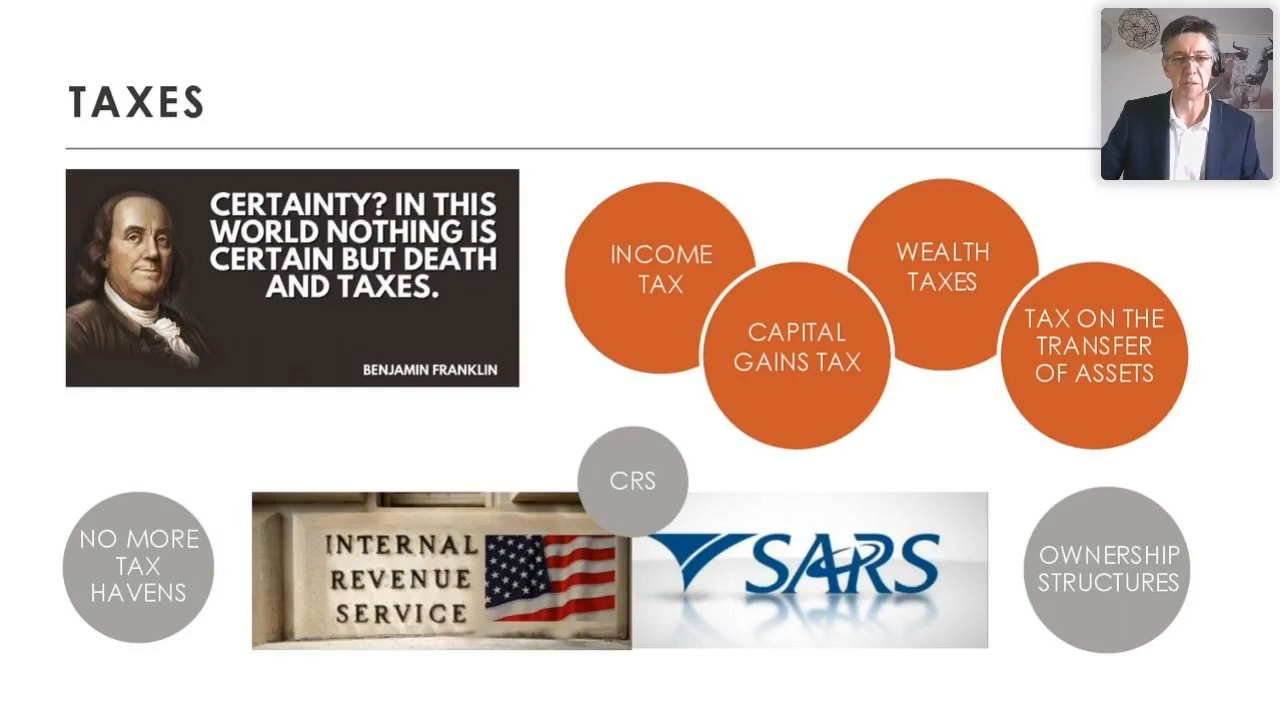 TAXES
CERTAINTY? IN THIS
WORLD NOTHING IS
CERTAIN BUT DEATH
AND TAXES.
BENJAMIN FRANKLIN
INCOME
TAX
CAPITAL
GAINS TAX
WEALTH
TAXES
TAX ON THE
TRANSFER
OF ASSETS
NO MORE
TAX
HAVENS
INTERNAL
REVENUE
SERVICE
CRS
SARS
OWNERSHIP
STRUCTURES